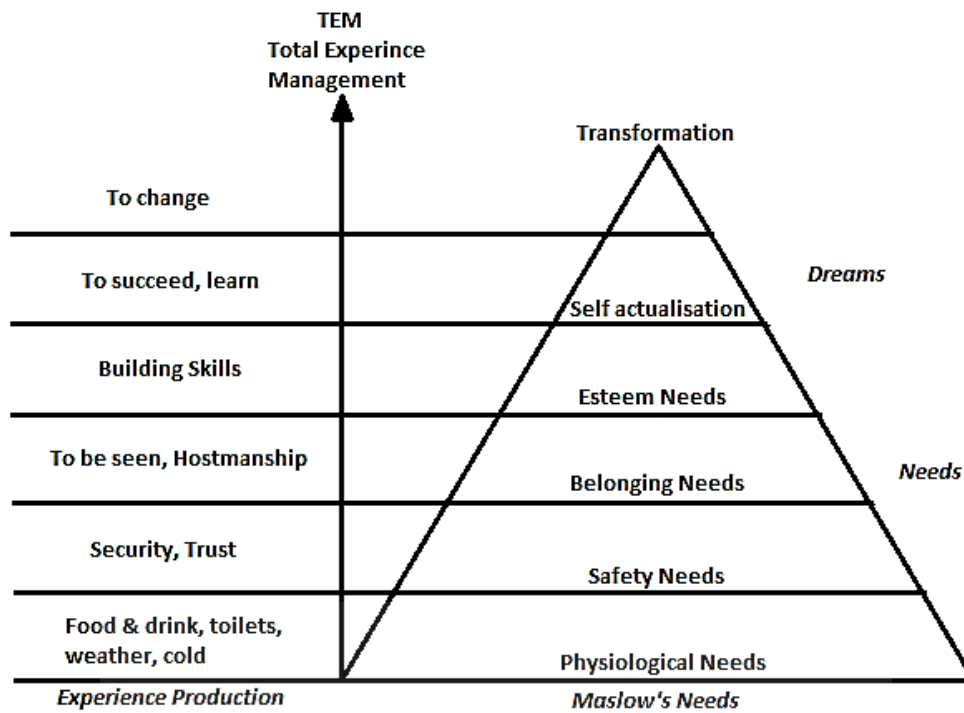 TEM
Total Experince
Management
Transformation
To change
To succeed, learn
Dreams
Self actualisation
Building Skills
Esteem Needs
To be seen, Hostmanship
Needs
Belonging Needs
Security, Trust
Safety Needs
Food & drink, toilets,
weather, cold
Physiological Needs
Experience Production
Maslow's Needs